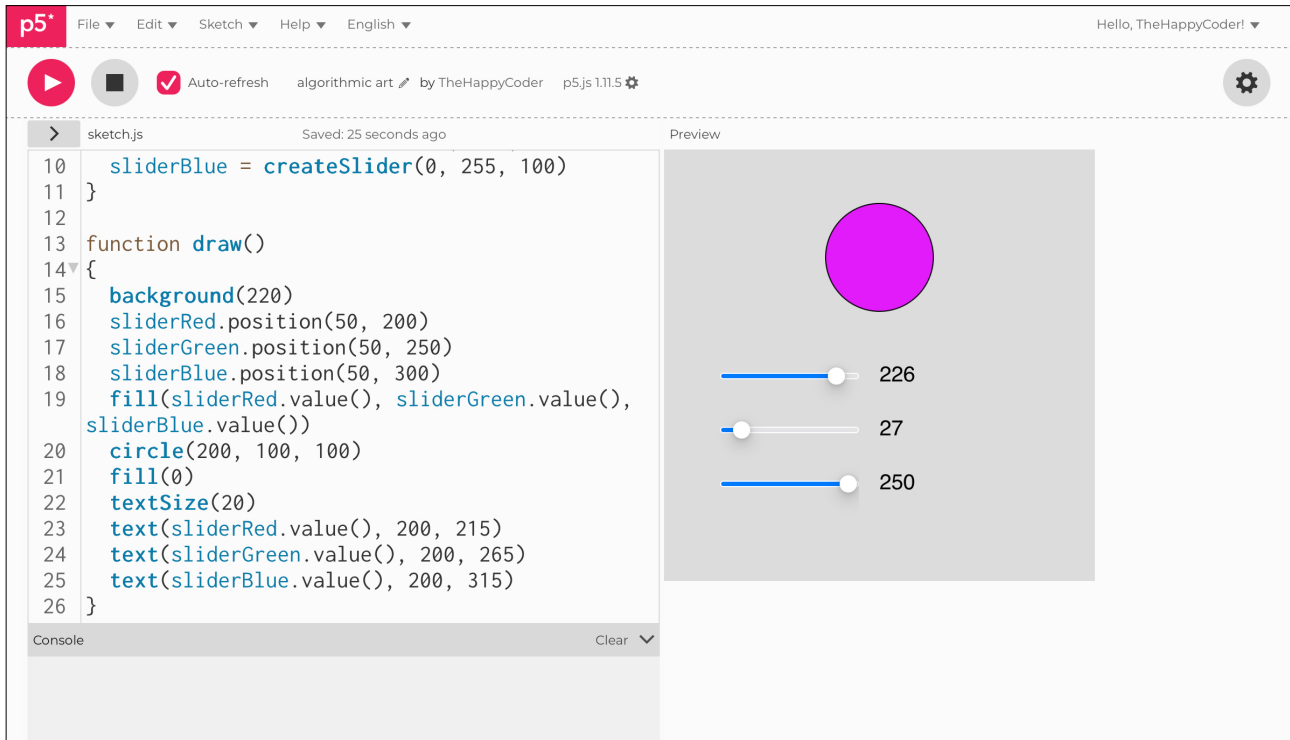 p5* File Edit Sketch Help English Hello, TheHappyCoder!
Auto-refresh algorithmic art by TheHappyCoder p5.js 1.11.5
sketch.js Saved: 25 seconds ago Preview
10 sliderBlue = createSlider(0, 255, 100)
11 }
12
13 function draw()
14 {
15 background(220)
16 sliderRed.position(50, 200)
17 sliderGreen.position(50, 250)
18 sliderBlue.position(50, 300)
19 fill(sliderRed.value(), sliderGreen.value(),
sliderBlue.value())
20 circle(200, 100, 100)
21 fill(0)
22 textSize(20)
23 text(sliderRed.value(), 200, 215)
24 text(sliderGreen.value(), 200, 265)
25 text(sliderBlue.value(), 200, 315)
26 }
226
27
250
Console Clear